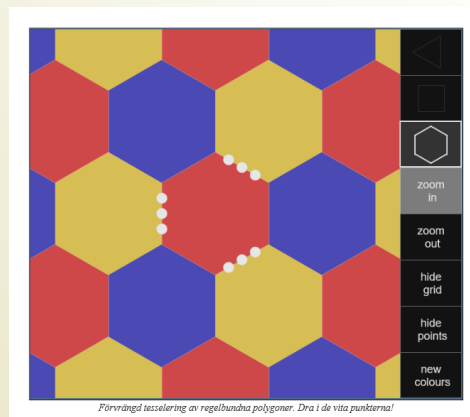 zoom
in
zoom
out
hide
grid
hide
points
new
colours
Förvrängd tesselering av regelbundna polygoner. Dra i de vita punkterna!